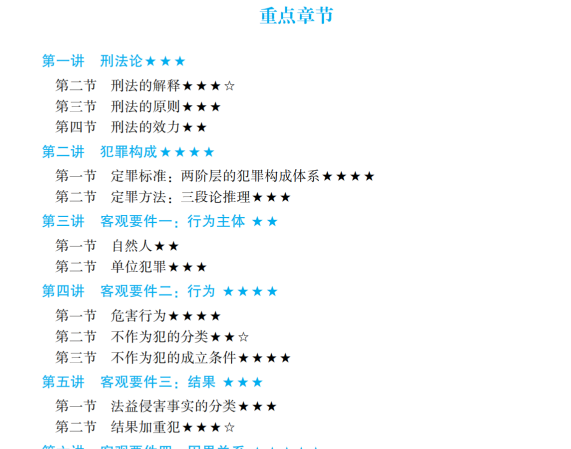 重点章节
第一讲 刑法论★★★
第二节 刑法的解释★★★☆
第三节 刑法的原则★★★
第四节 刑法的效力★★
第二讲 犯罪构成★★★★
第一节 定罪标准：两阶层的犯罪构成体系★★★★
第二节 定罪方法：三段论推理★★★
第三讲 客观要件一：行为主体 ★★
第一节 自然人★★
第二节 单位犯罪★★★
第四讲 客观要件二：行为 ★★★★
第一节 危害行为★★★★
第二节 不作为犯的分类★★☆
第三节 不作为犯的成立条件★★★★
第五讲 客观要件三：结果 ★★★
第一节 法益侵害事实的分类★★★
第二节 结果加重犯★★★☆